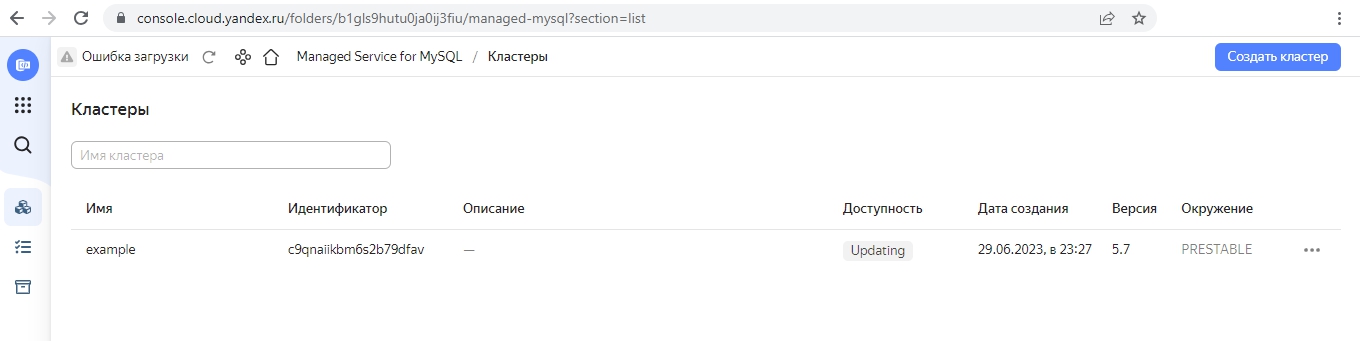 console.cloud.yandex.ru/folders/b1gls9hutu0ja0ij3fiu/managed-mysql?section=list
Ошибка загрузки Managed Service for MySQL / Кластеры Создать кластер
Кластеры
Имя кластера
Имя Идентификатор Описание Доступность Дата создания Версия Окружение
example c9qnaiikbm6s2b79dfav — Updating 29.06.2023, в 23:27 5.7 PRESTABLE